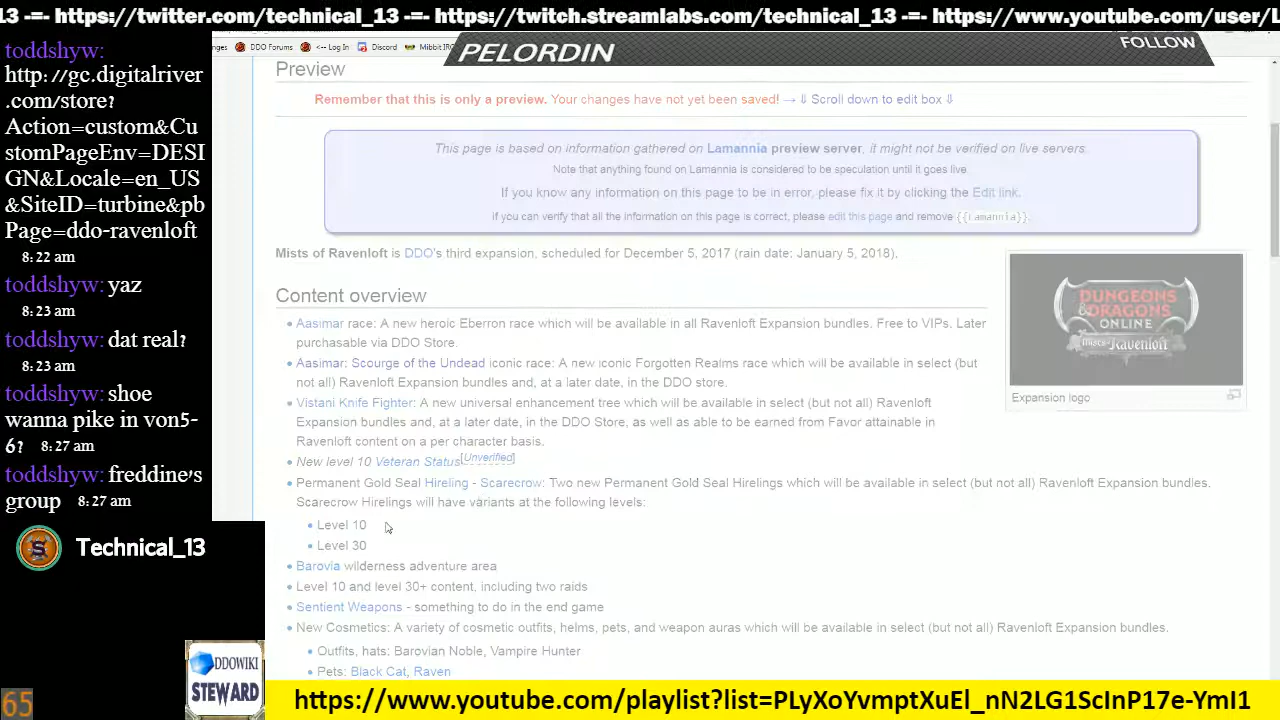 13 -=- https://twitter.com/technical_13 -=- https://twitch.streamlabs.com/technical_13 -=- https://www.youtube.com/user/L
toddshyw:
http://gc.digitalriver
.com/store?
Action=custom&Cu
stomPageEnv=DESI
GN&Locale=en_US
&SiteID=turbine&pb
Page=ddo-ravenloft
8:22 am
toddshyw: yaz
8:23 am
toddshyw: dat real?
8:23 am
toddshyw: shoe
wanna pike in von5-
6? 8:27 am
toddshyw: freddine's
group 8:27 am
Technical_13
DDOWIKI
STEWARD
65
DDO Forums <-- Log In Discord Mibbit IRC
PELORDIN
FOLLOW
Preview
Remember that this is only a preview. Your changes have not yet been saved! → ⇓ Scroll down to edit box ⇓
This page is based on information gathered on Lamannia preview server, it might not be verified on live servers.
Note that anything found on Lamannia is considered to be speculation until it goes live.
If you know any information on this page to be in error, please fix it by clicking the Edit link.
If you can verify that all the information on this page is correct, please edit this page and remove {{Lamannia}}.
Mists of Ravenloft is DDO's third expansion, scheduled for December 5, 2017 (rain date: January 5, 2018).
DUNGEONS
& DRAGONS
ONLINE
Mists of Ravenloft
Expansion logo
Content overview
Aasimar race: A new heroic Eberron race which will be available in all Ravenloft Expansion bundles. Free to VIPs. Later
purchasable via DDO Store.
Aasimar: Scourge of the Undead iconic race: A new iconic Forgotten Realms race which will be available in select (but
not all) Ravenloft Expansion bundles and, at a later date, in the DDO store.
Vistani Knife Fighter: A new universal enhancement tree which will be available in select (but not all) Ravenloft
Expansion bundles and, at a later date, in the DDO Store, as well as able to be earned from Favor attainable in
Ravenloft content on a per character basis.
New level 10 Veteran Status[Unverified]
Permanent Gold Seal Hireling - Scarecrow: Two new Permanent Gold Seal Hirelings which will be available in select (but not all) Ravenloft Expansion bundles.
Scarecrow Hirelings will have variants at the following levels:
Level 10
Level 30
Barovia wilderness adventure area
Level 10 and level 30+ content, including two raids
Sentient Weapons - something to do in the end game
New Cosmetics: A variety of cosmetic outfits, helms, pets, and weapon auras which will be available in select (but not all) Ravenloft Expansion bundles.
Outfits, hats: Barovian Noble, Vampire Hunter
Pets: Black Cat, Raven
https://www.youtube.com/playlist?list=PLyXoYvmptXuEl_nN2LG1ScInP17e-YmI1